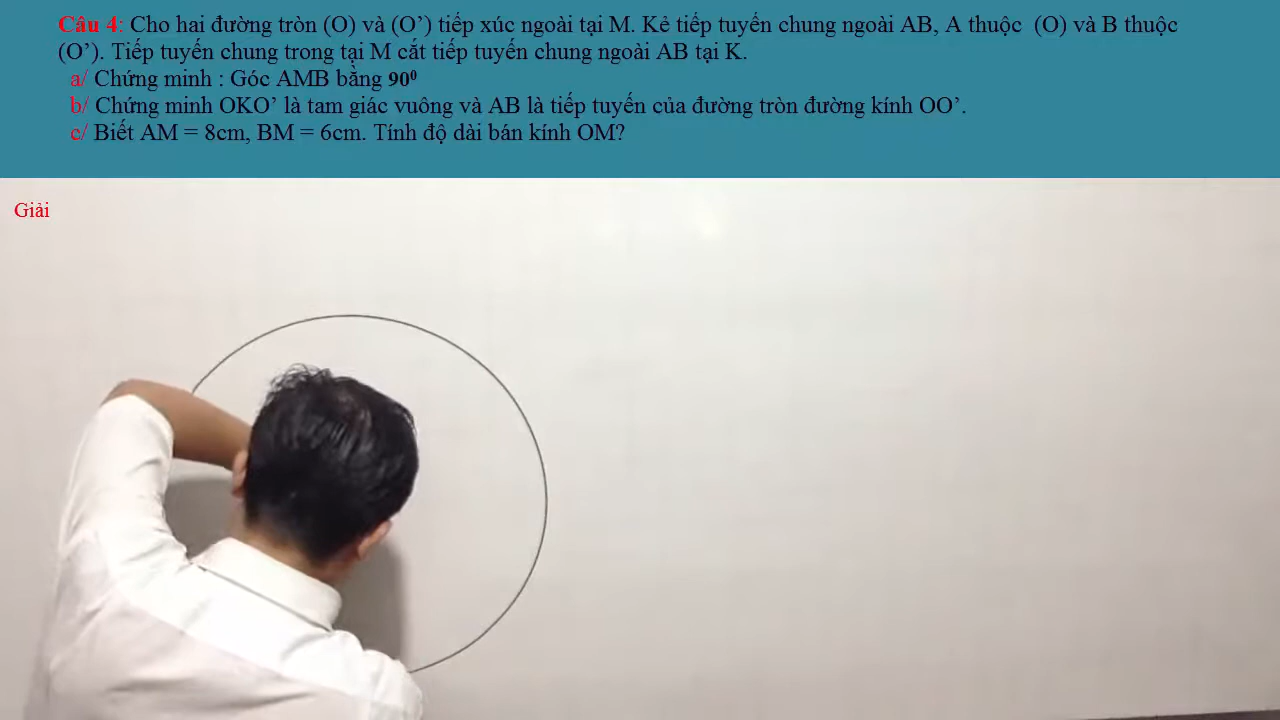 Câu 4: Cho hai đường tròn (O) và (O’) tiếp xúc ngoài tại M. Kẻ tiếp tuyến chung ngoài AB, A thuộc (O) và B thuộc
(O’). Tiếp tuyến chung trong tại M cắt tiếp tuyến chung ngoài AB tại K.
a/ Chứng minh : Góc AMB bằng 90⁰
b/ Chứng minh OKO’ là tam giác vuông và AB là tiếp tuyến của đường tròn đường kính OO’.
c/ Biết AM = 8cm, BM = 6cm. Tính độ dài bán kính OM?
Giải